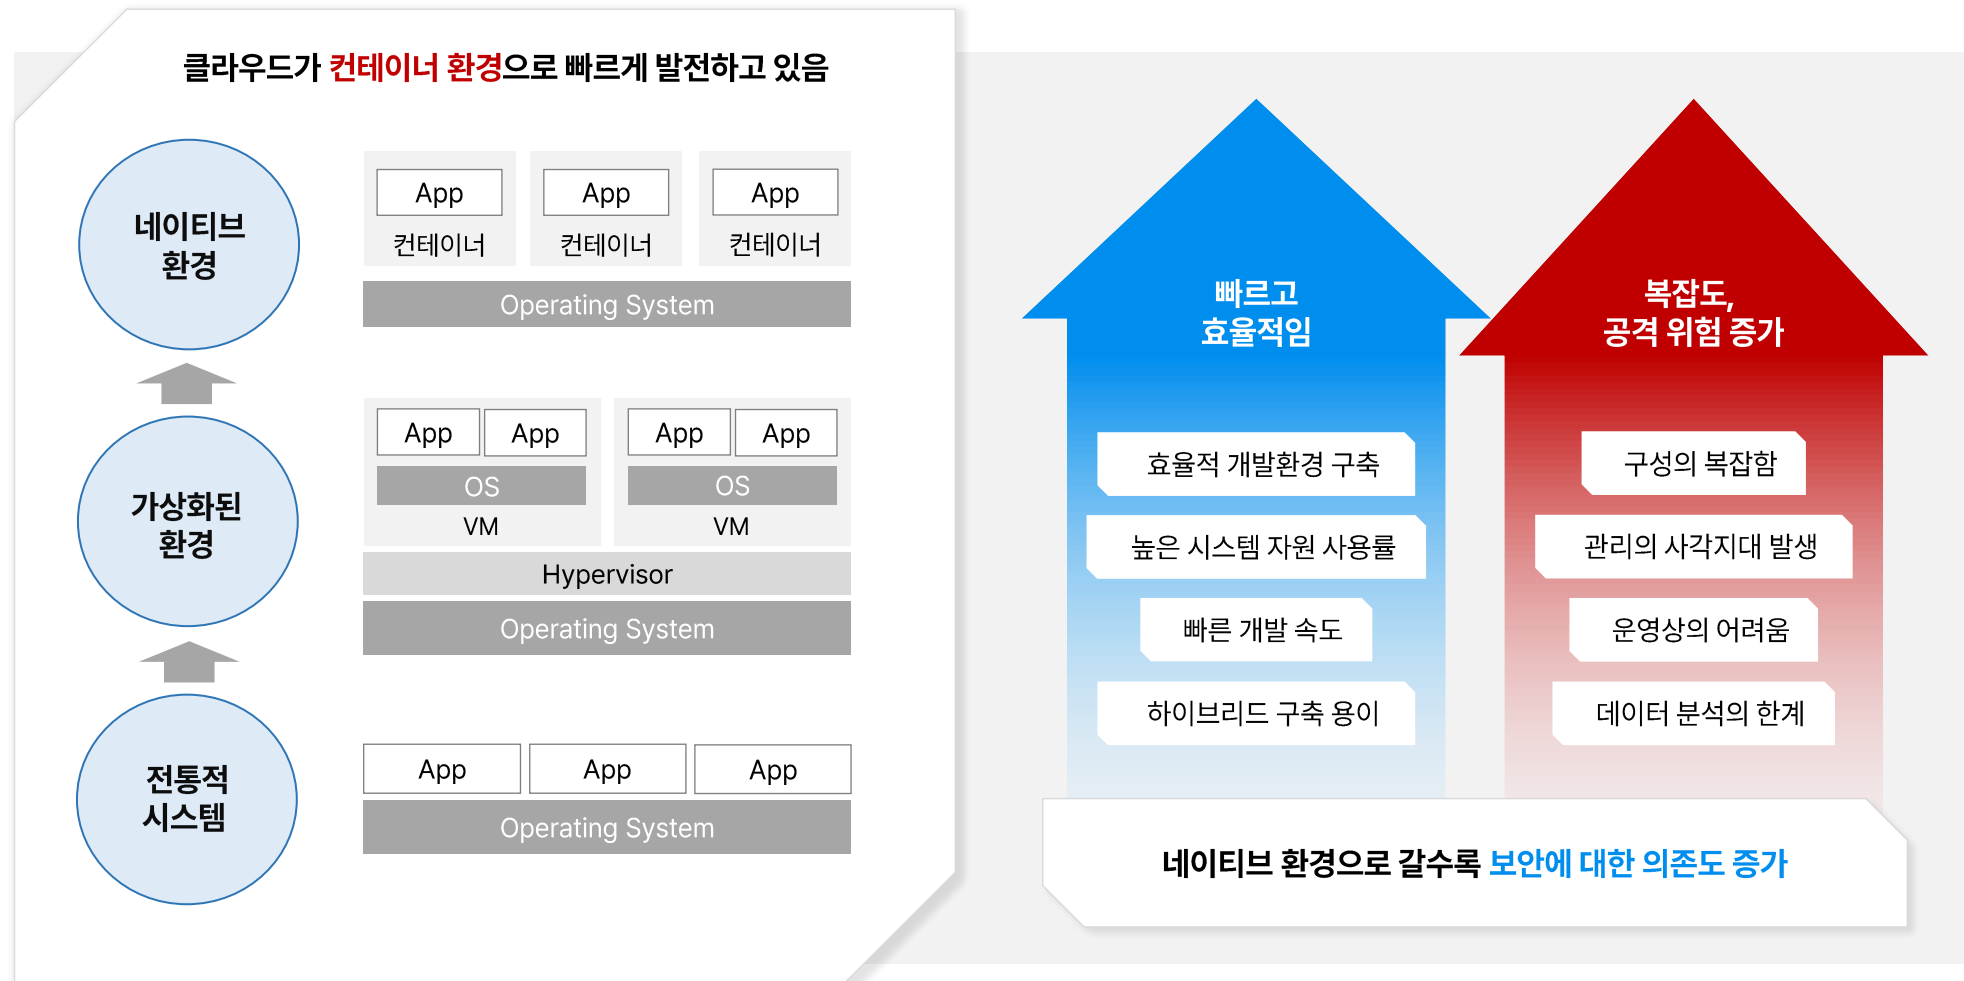 클라우드가 컨테이너 환경으로 빠르게 발전하고 있음
네이티브
환경
App
컨테이너
App
컨테이너
App
컨테이너
Operating System
가상화된
환경
App
App
OS
VM
App
App
OS
VM
Hypervisor
Operating System
전통적
시스템
App
App
App
Operating System
빠르고
효율적임
효율적 개발환경 구축
높은 시스템 자원 사용률
빠른 개발 속도
하이브리드 구축 용이
복잡도,
공격 위험 증가
구성의 복잡함
관리의 사각지대 발생
운영상의 어려움
데이터 분석의 한계
네이티브 환경으로 갈수록 보안에 대한 의존도 증가